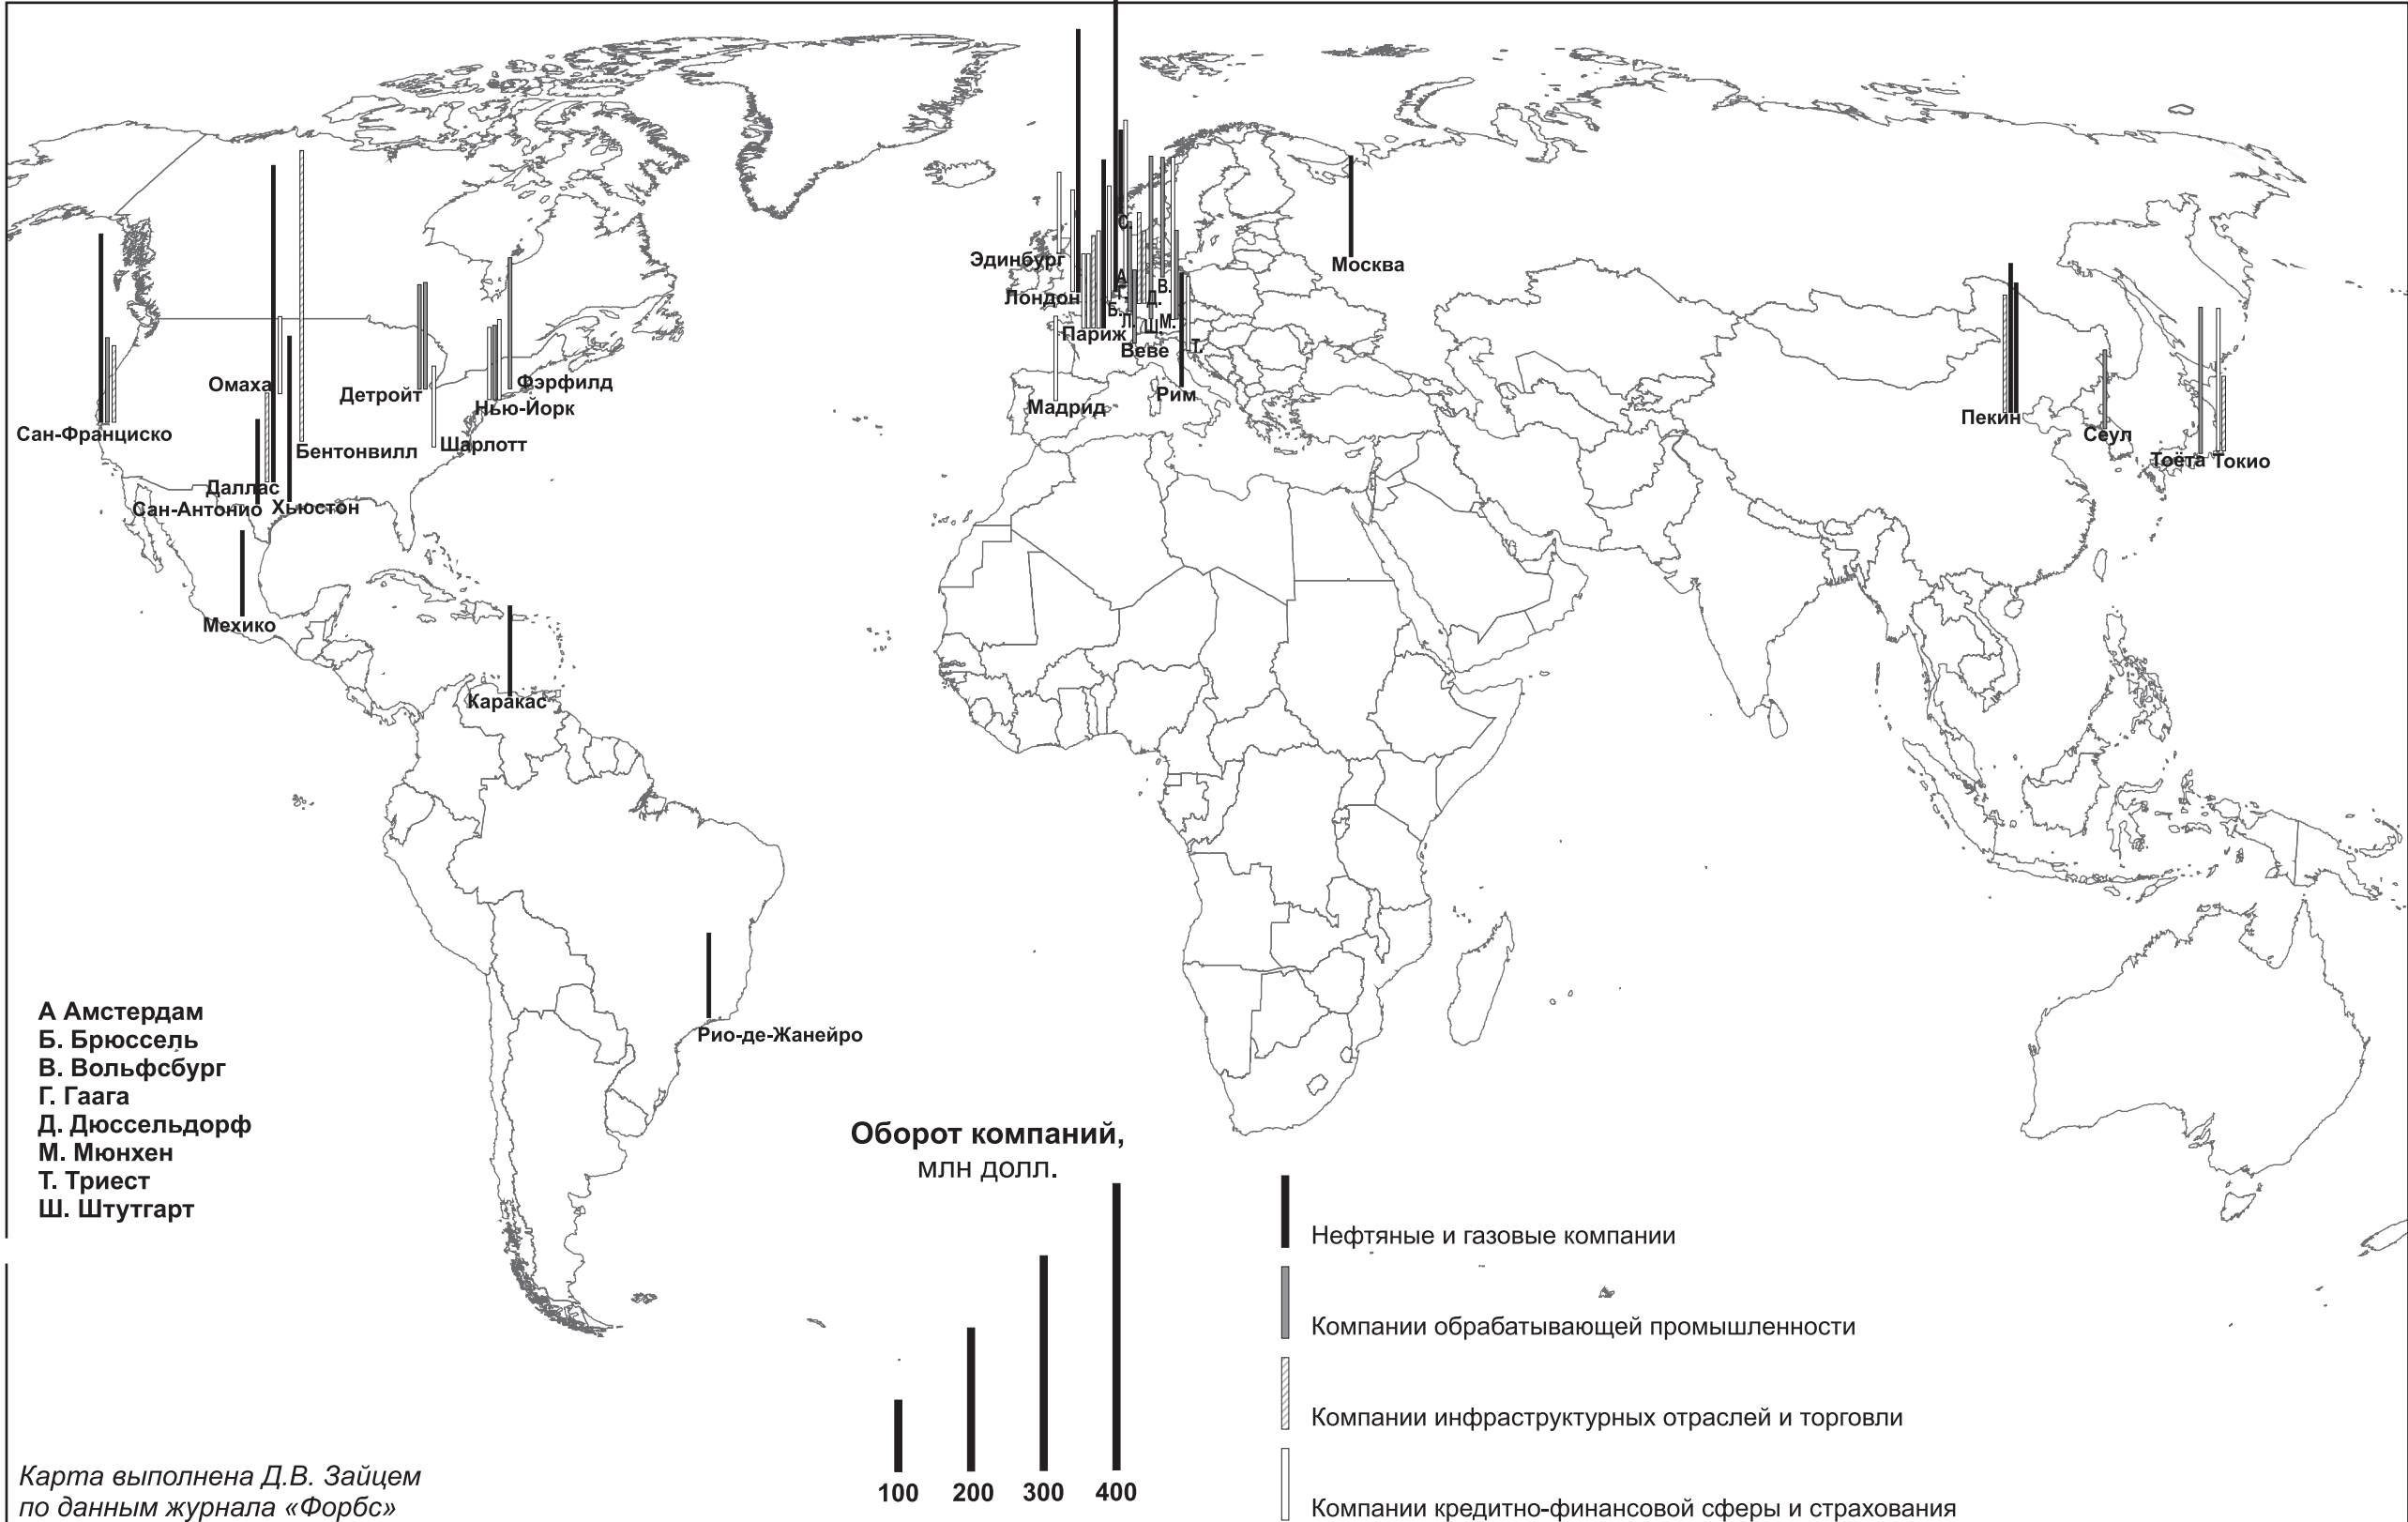 С.
Эдинбург
Москва
А
Г.
В.
Лондон
Д.
Б.
Л.
Ш.
М.
Париж
Веве
Т.
Омаха
Детройт
Фэрфилд
Рим
Нью-Йорк
Мадрид
Пекин
Сан-Франциско
Сеул
Шарлотт
Бентонвилл
Тоёта
Токио
Даллас
Сан-Антонио
Хьюстон
Мехико
Каракас
Рио-де-Жанейро
А Амстердам
Б. Брюссель
В. Вольфсбург
Г. Гаага
Д. Дюссельдорф
М. Мюнхен
Т. Триест
Ш. Штутгарт
Оборот компаний,
млн долл.
100 200 300 400
Нефтяные и газовые компании
Компании обрабатывающей промышленности
Компании инфраструктурных отраслей и торговли
Компании кредитно-финансовой сферы и страхования
Карта выполнена Д.В. Зайцем
по данным журнала «Форбс»